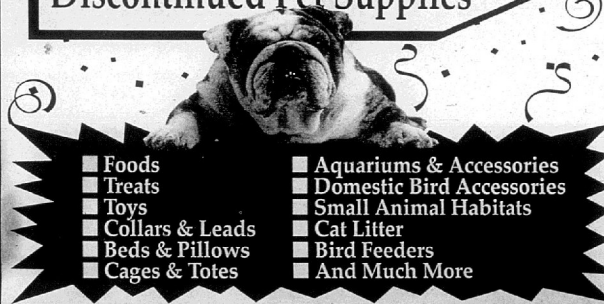 Discontinued Pet Supplies
Foods
Treats
Toys
Collars & Leads
Beds & Pillows
Cages & Totes
Aquariums & Accessories
Domestic Bird Accessories
Small Animal Habitats
Cat Litter
Bird Feeders
And Much More